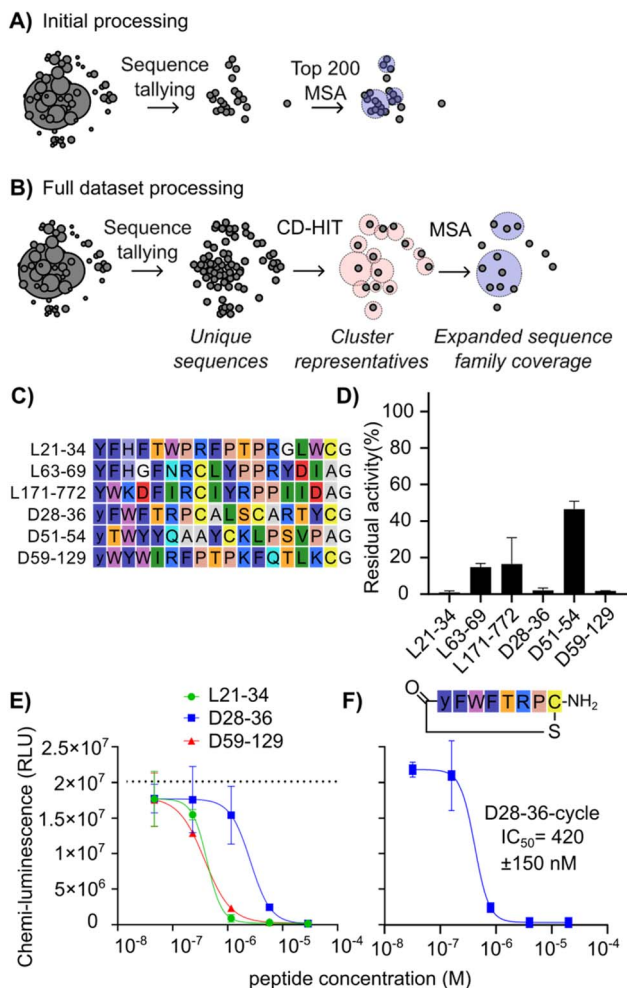 A) Initial processing
Sequence tallying
Top 200 MSA
B) Full dataset processing
Sequence tallying
CD-HIT
MSA
Unique sequences
Cluster representatives
Expanded sequence family coverage
C)
L21-34 YFHFTWPRFPTPRGLWCG
L63-69 YFHGFNRCLYPPRYDIAG
L171-772 YWKDFIRCIYRPPIIDAG
D28-36 yFWFTRPCALSCARTYCG
D51-54 yTWYYQAAYCKLPSVPAG
D59-129 yWYWIRFPTPKFQTLKCG
D)
Residual activity(%)
100
80
60
40
20
0
L21-34
L63-69
L171-772
D28-36
D51-54
D59-129
E)
L21-34
D28-36
D59-129
Chemi-luminescence (RLU)
2.5×10⁷
2.0×10⁷
1.5×10⁷
1.0×10⁷
5.0×10⁶
0
10⁻⁸ 10⁻⁷ 10⁻⁶ 10⁻⁵ 10⁻⁴
F)
O yFWFTRPC-NH₂
S
D28-36-cycle
IC₅₀= 420
±150 nM
10⁻⁸ 10⁻⁷ 10⁻⁶ 10⁻⁵ 10⁻⁴
peptide concentration (M)